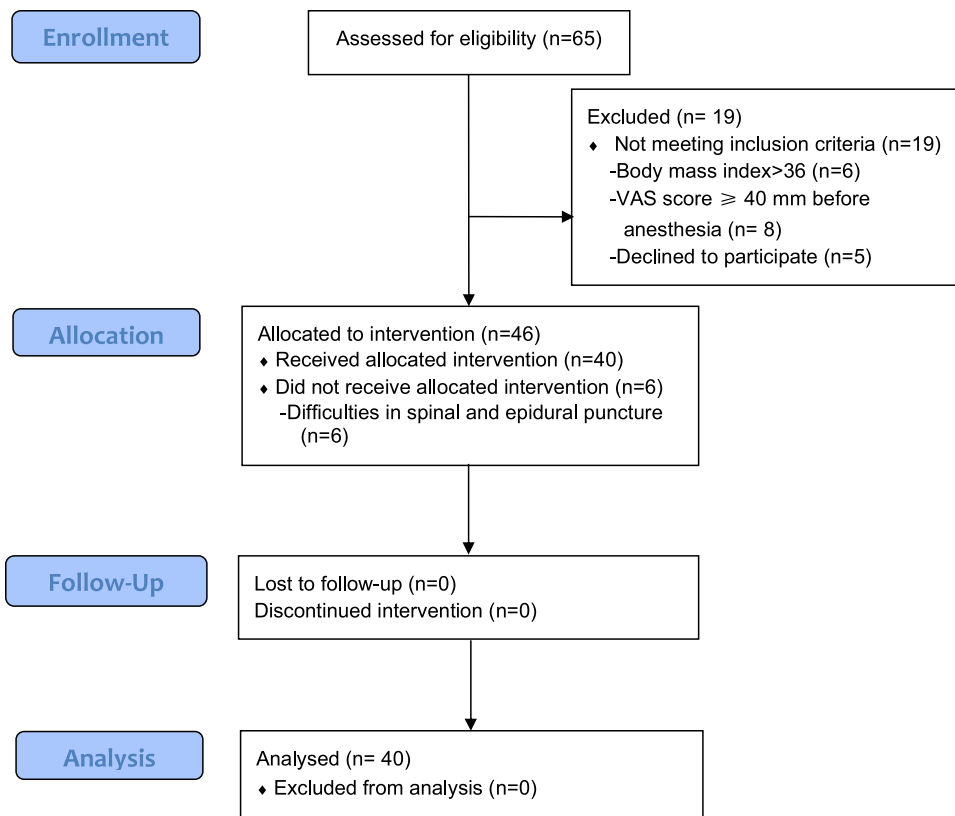 Enrollment
Assessed for eligibility (n=65)
Excluded (n= 19)
♦ Not meeting inclusion criteria (n=19)
-Body mass index>36 (n=6)
-VAS score ⩾ 40 mm before
anesthesia (n= 8)
-Declined to participate (n=5)
Allocation
Allocated to intervention (n=46)
♦ Received allocated intervention (n=40)
♦ Did not receive allocated intervention (n=6)
-Difficulties in spinal and epidural puncture
(n=6)
Follow-Up
Lost to follow-up (n=0)
Discontinued intervention (n=0)
Analysis
Analysed (n= 40)
♦ Excluded from analysis (n=0)